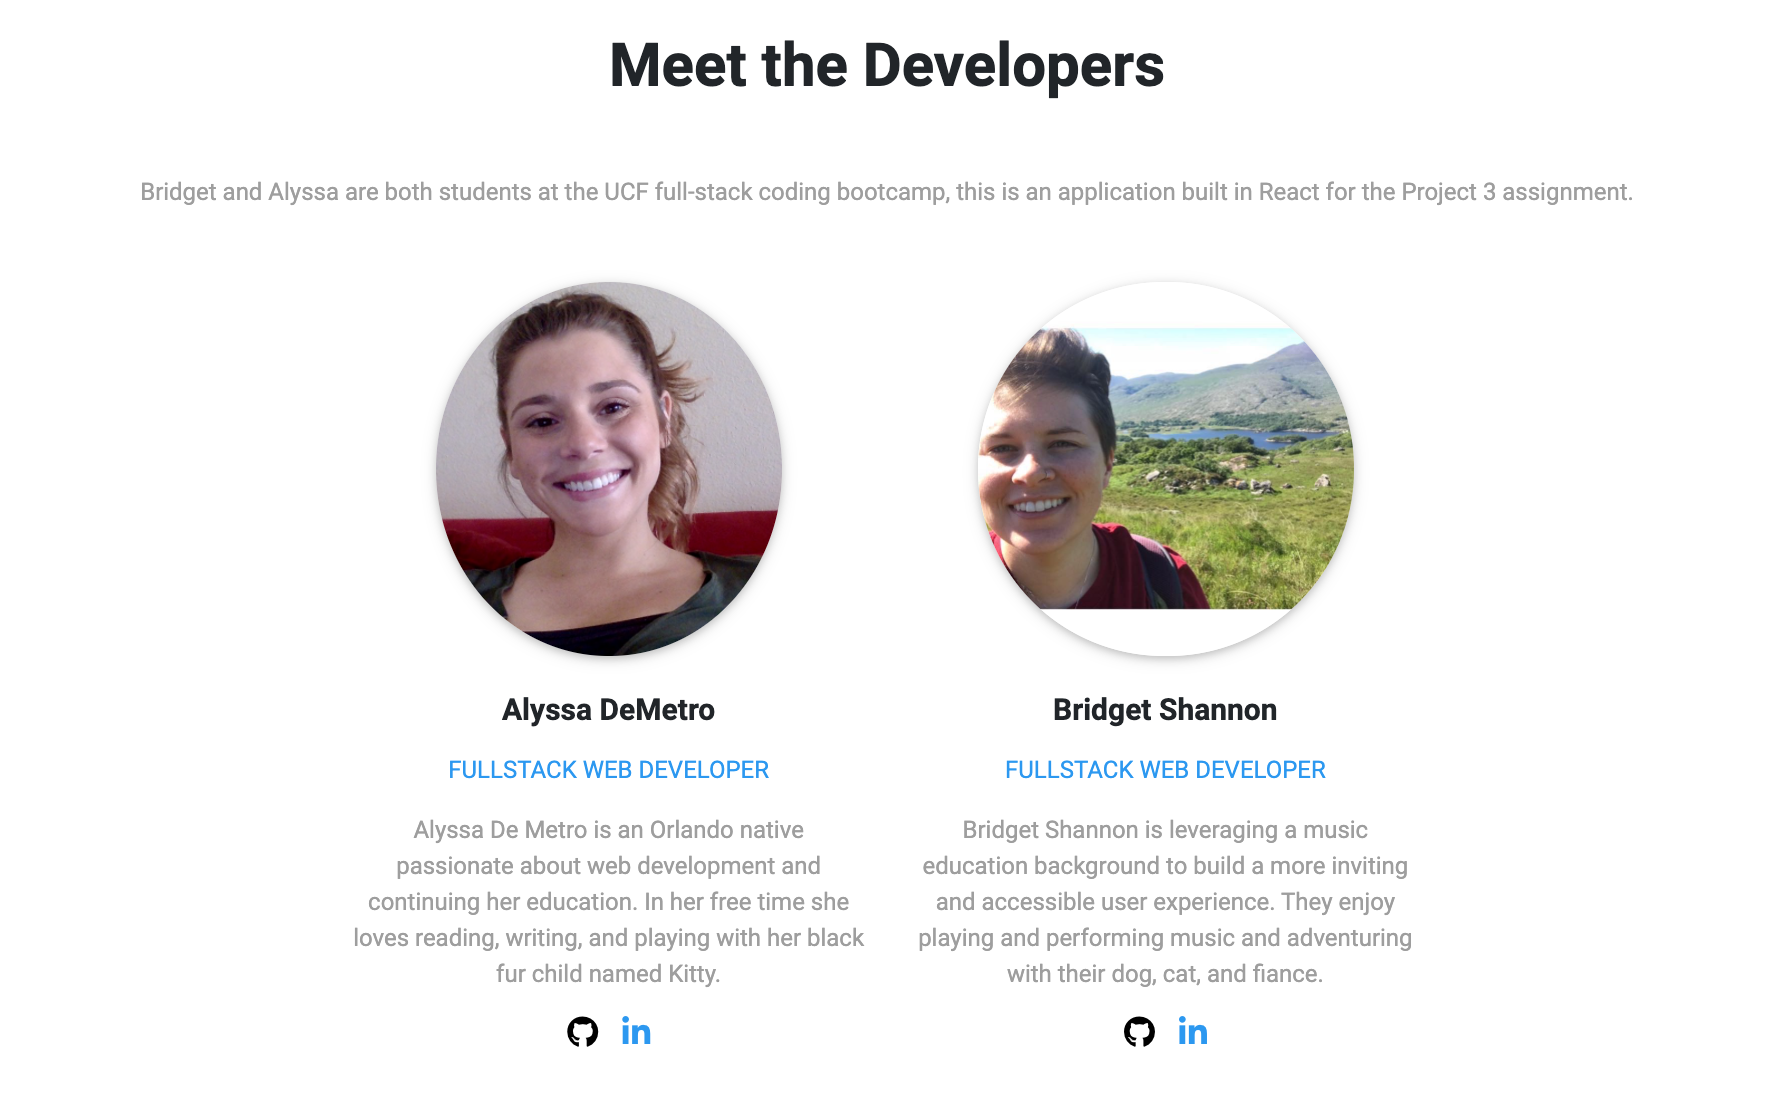 Meet the Developers
Bridget and Alyssa are both students at the UCF full-stack coding bootcamp, this is an application built in React for the Project 3 assignment.
Alyssa DeMetro
FULLSTACK WEB DEVELOPER
Alyssa De Metro is an Orlando native
passionate about web development and
continuing her education. In her free time she
loves reading, writing, and playing with her black
fur child named Kitty.
in
Bridget Shannon
FULLSTACK WEB DEVELOPER
Bridget Shannon is leveraging a music
education background to build a more inviting
and accessible user experience. They enjoy
playing and performing music and adventuring
with their dog, cat, and fiance.
in